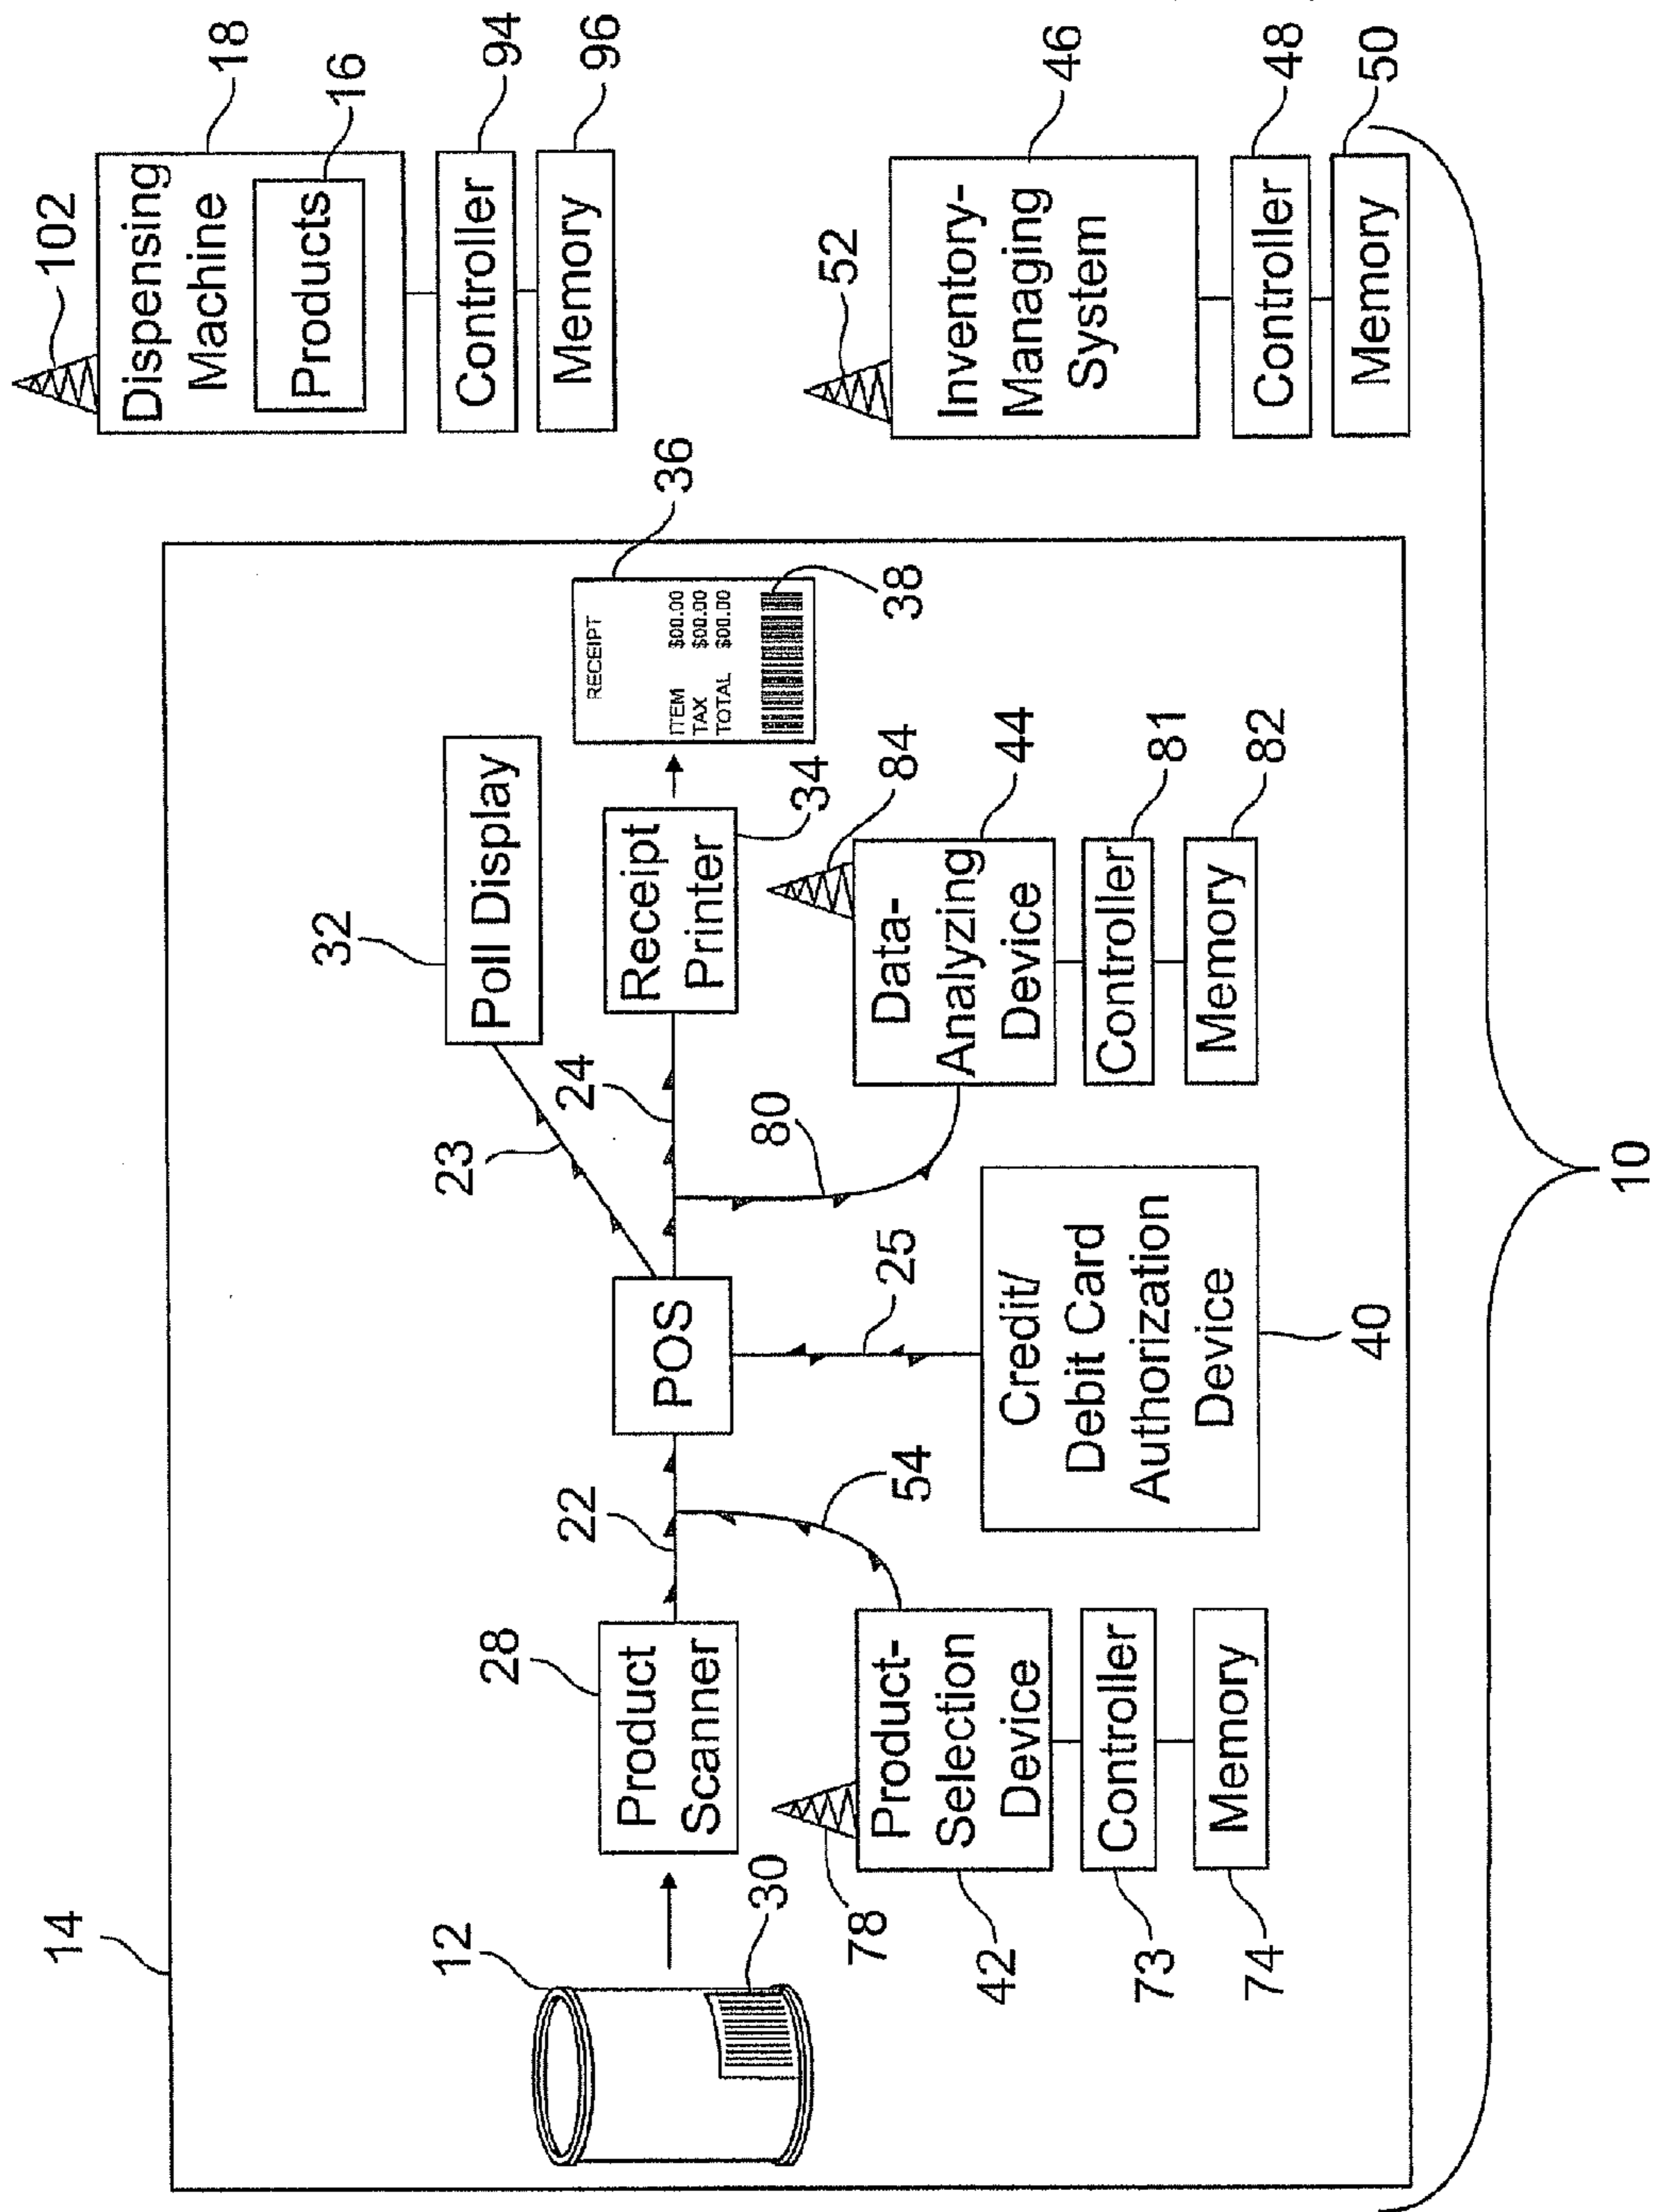 102
18
Dispensing
Machine
16
Products
94
Controller
96
Memory
52
46
Inventory-
Managing
System
48
Controller
50
Memory
14
32
Poll Display
36
RECEIPT
ITEM $00.00
TAX $00.00
TOTAL $00.00
38
23
24
Receipt
Printer
34
12
30
28
Product
Scanner
22
POS
80
84
Data-
Analyzing
Device
44
Controller
81
Memory
82
25
54
Credit/
Debit Card
Authorization
Device
40
78
Product-
Selection
Device
42
Controller
73
Memory
74
10